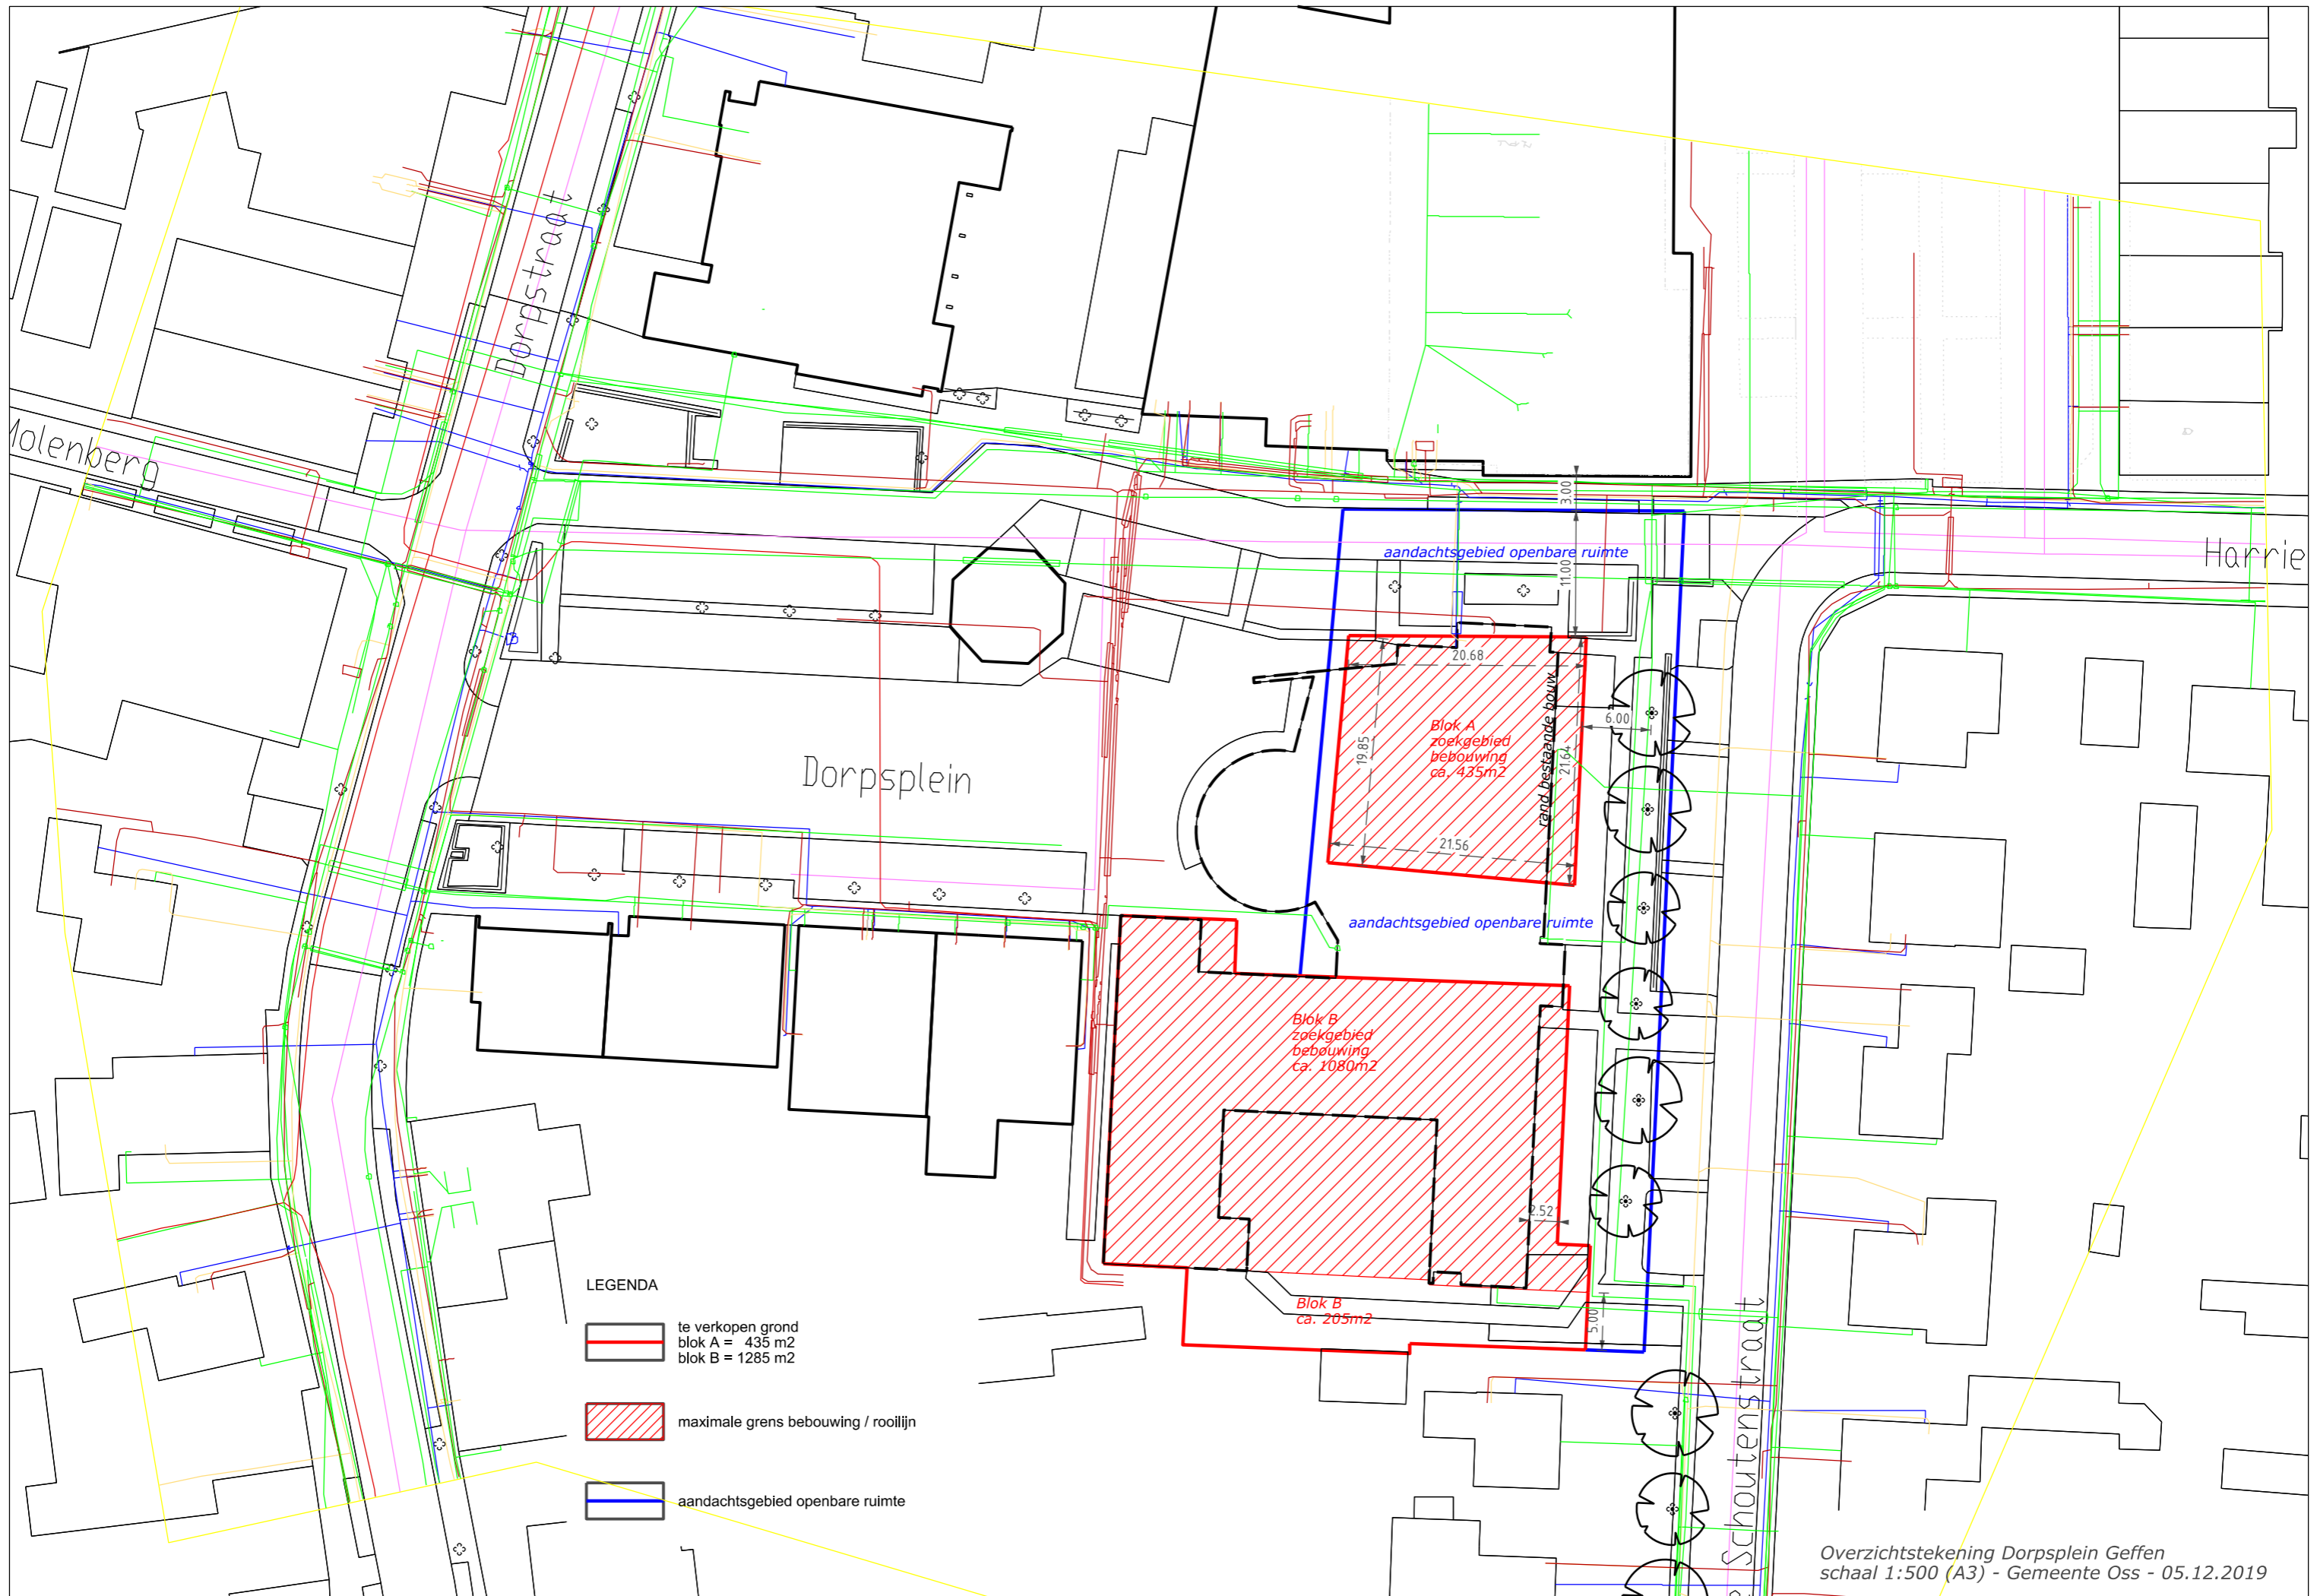 Dorpstraat
Molenberg
3.00
aandachtsgebied openbare ruimte
11.00
Harrie
20.68
rand bestaande bouw
6.00
Blok A
zoekgebied
bebouwing
ca. 435m2
19.85
21.64
Dorpsplein
21.56
aandachtsgebied openbare ruimte
Blok B
zoekgebied
bebouwing
ca. 1080m2
2.52
LEGENDA
Blok B
ca. 205m2
5.00
te verkopen grond
blok A = 435 m2
blok B = 1285 m2
maximale grens bebouwing / rooilijn
aandachtsgebied openbare ruimte
Schoutenstraat
Overzichtstekening Dorpsplein Geffen
schaal 1:500 (A3) - Gemeente Oss - 05.12.2019